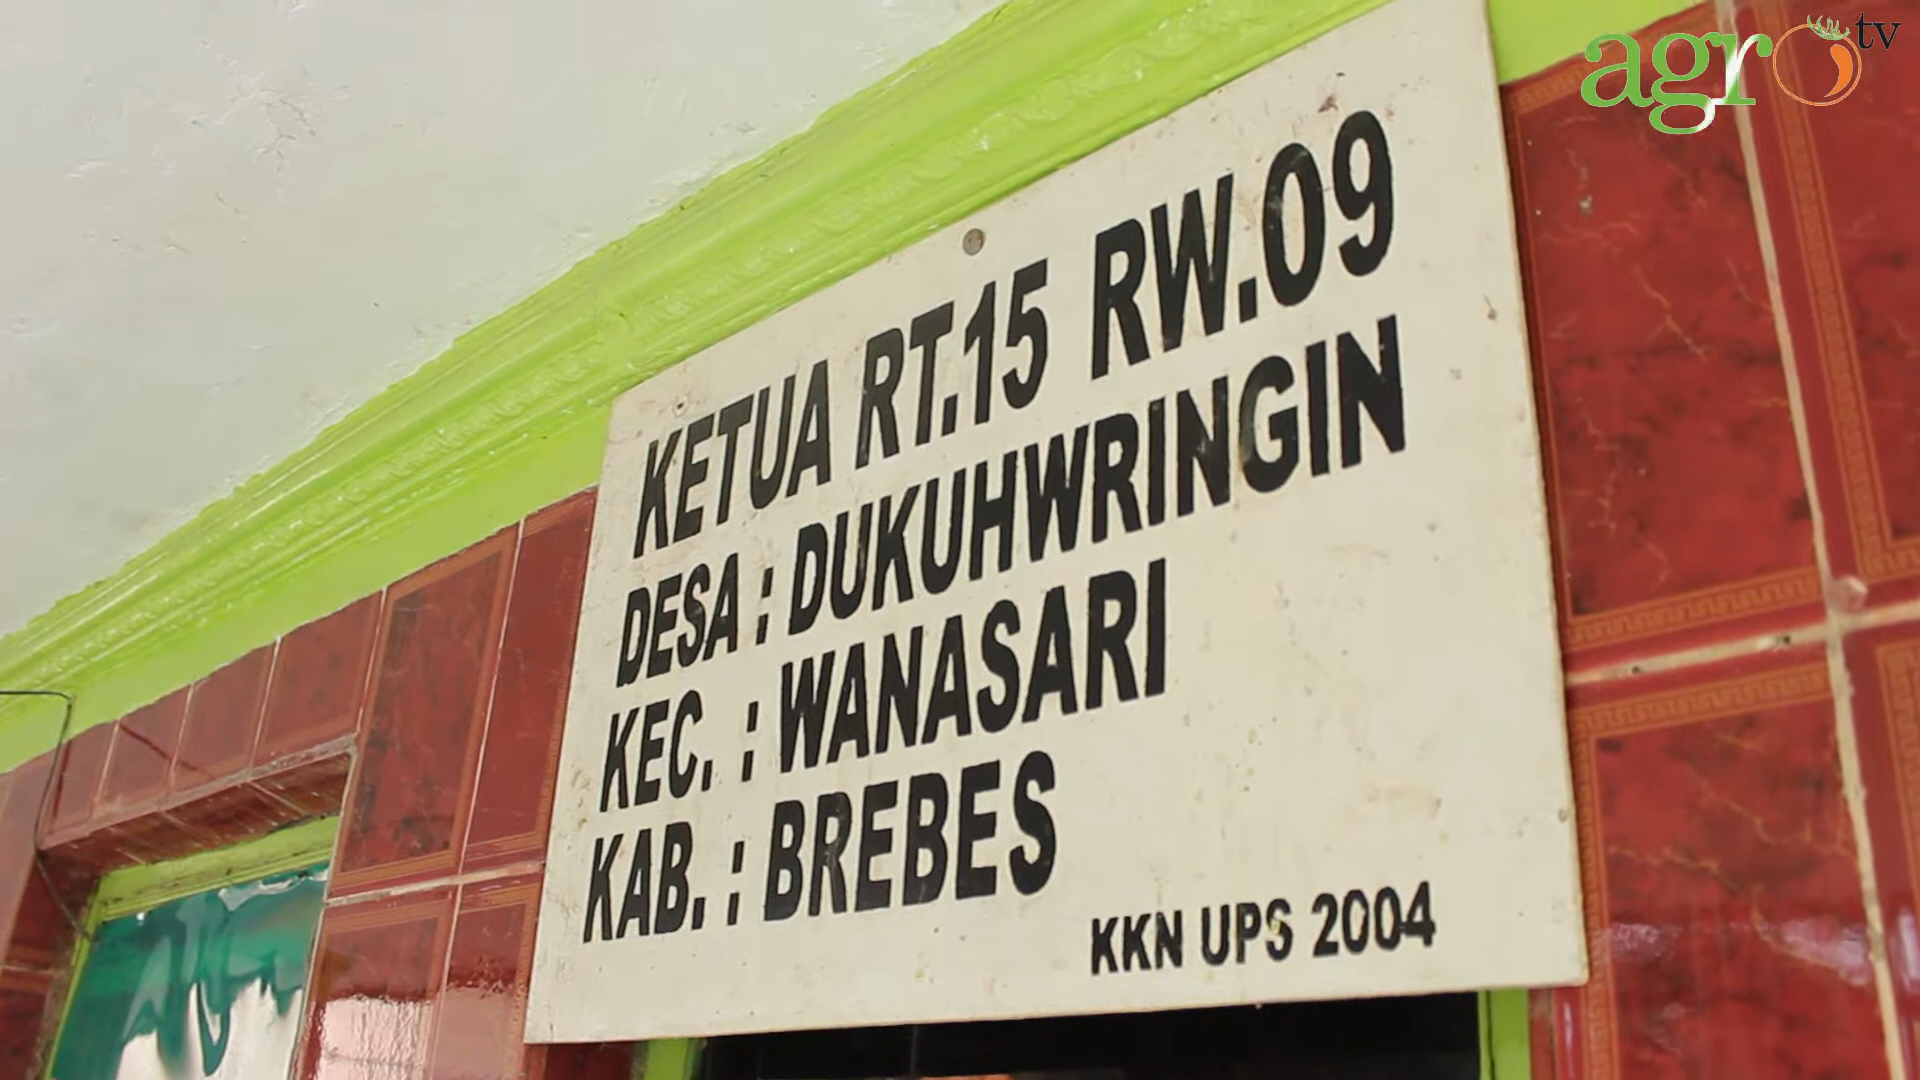 agro tv
KETUA RT.15 RW.09
DESA : DUKUHWRINGIN
KEC. : WANASARI
KAB. : BREBES
KKN UPS 2004